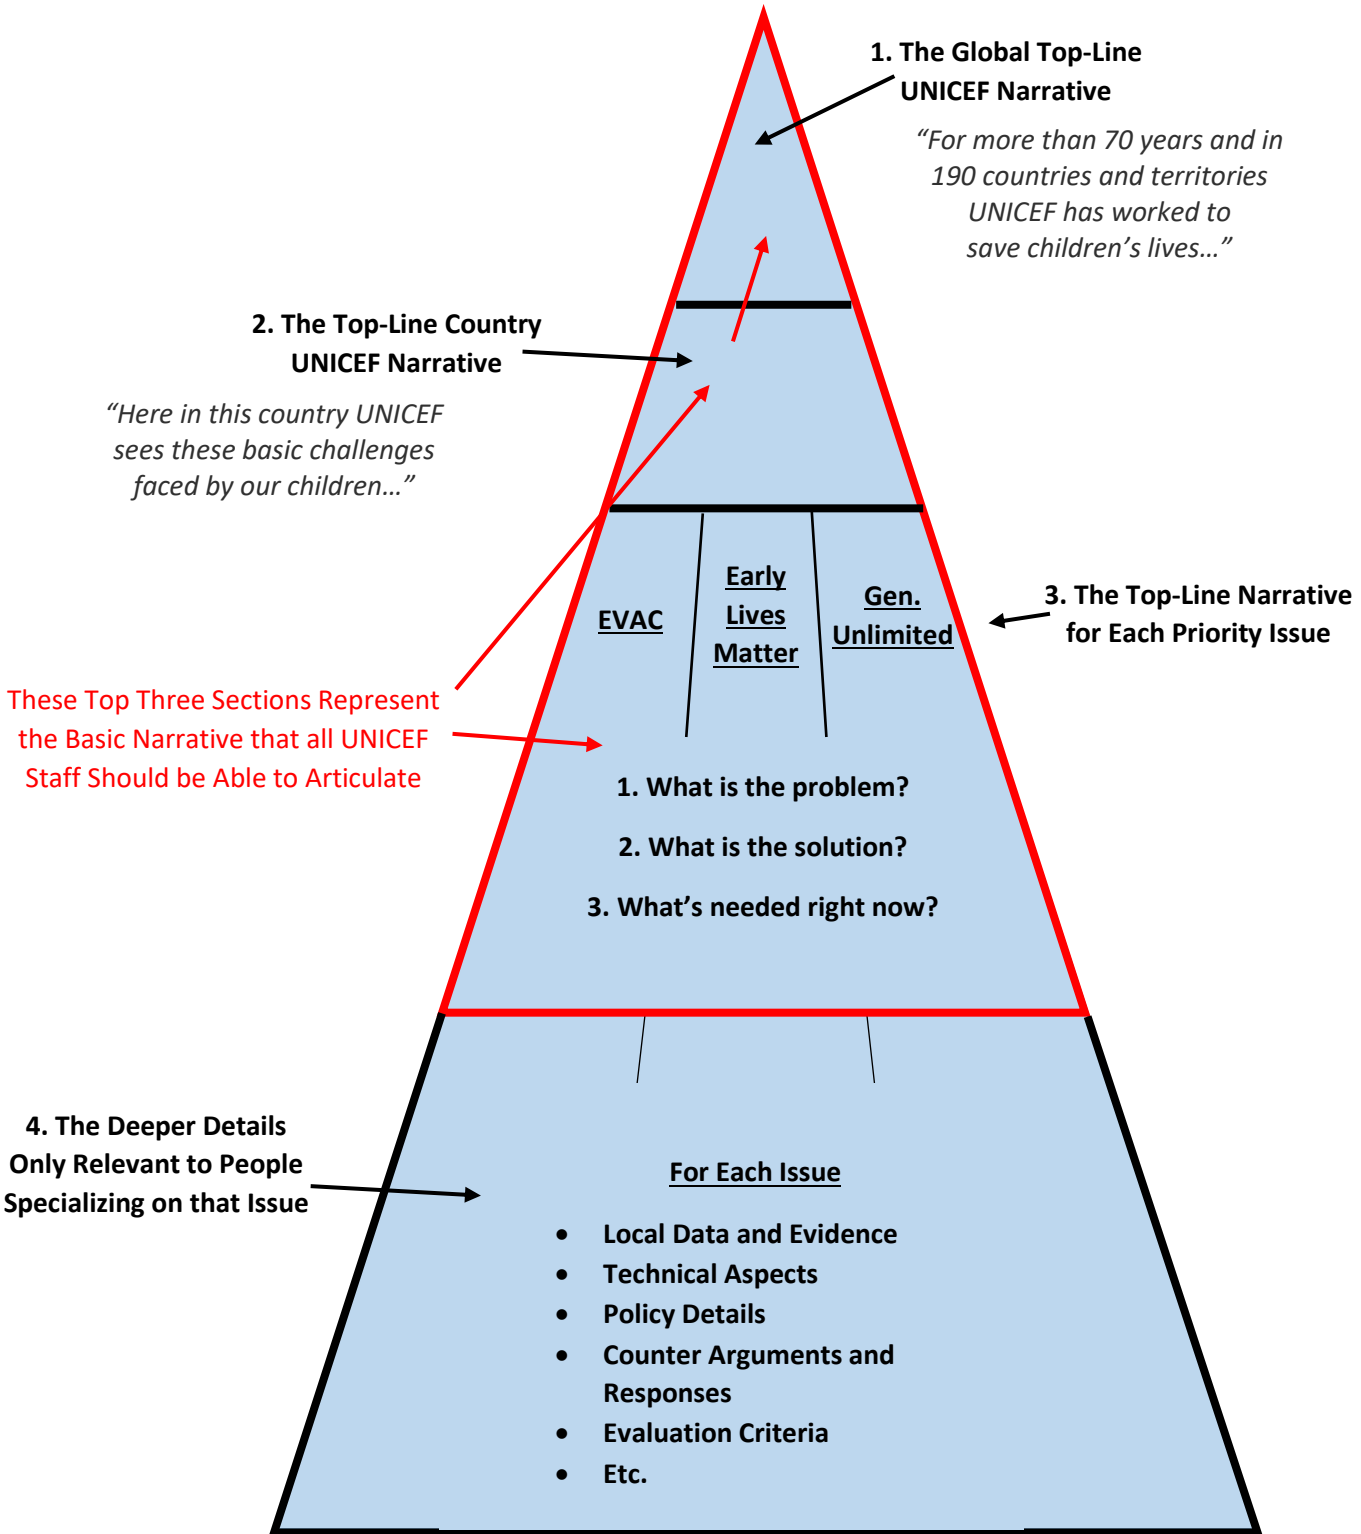 1. The Global Top-Line
UNICEF Narrative
“For more than 70 years and in
190 countries and territories
UNICEF has worked to
save children’s lives…”
2. The Top-Line Country
UNICEF Narrative
“Here in this country UNICEF
sees these basic challenges
faced by our children…”
EVAC
Early
Lives
Matter
Gen.
Unlimited
3. The Top-Line Narrative
for Each Priority Issue
These Top Three Sections Represent
the Basic Narrative that all UNICEF
Staff Should be Able to Articulate
1. What is the problem?
2. What is the solution?
3. What’s needed right now?
4. The Deeper Details
Only Relevant to People
Specializing on that Issue
For Each Issue
• Local Data and Evidence
• Technical Aspects
• Policy Details
• Counter Arguments and
Responses
• Evaluation Criteria
• Etc.